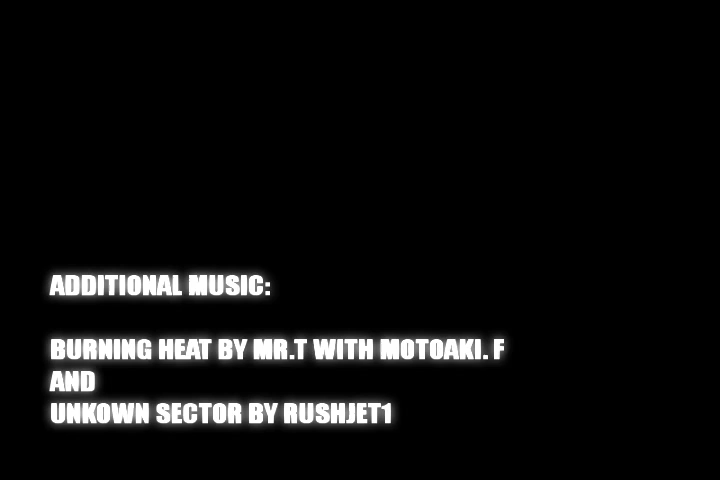 ADDITIONAL MUSIC:
BURNING HEAT BY MR.T WITH MOTOAKI. F
AND
UNKOWN SECTOR BY RUSHJET1